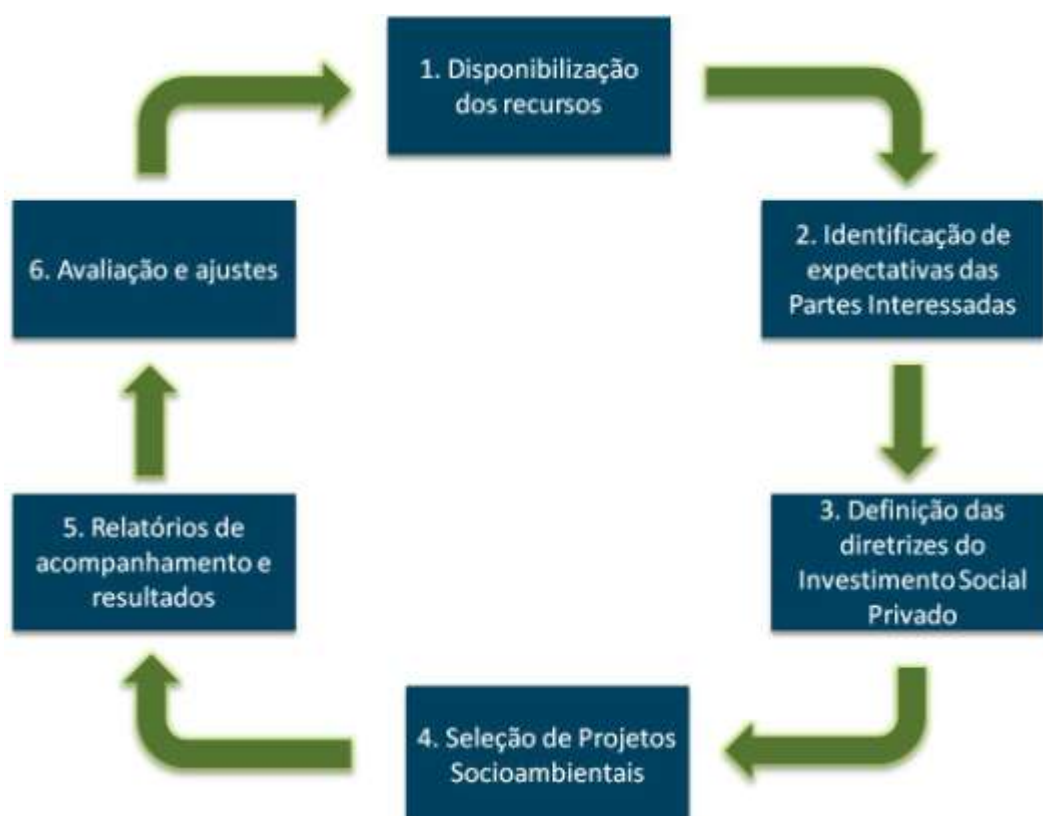 1. Disponibilização
dos recursos
2. Identificação de
expectativas das
Partes Interessadas
3. Definição das
diretrizes do
Investimento Social
Privado
4. Seleção de Projetos
Socioambientais
5. Relatórios de
acompanhamento e
resultados
6. Avaliação e ajustes